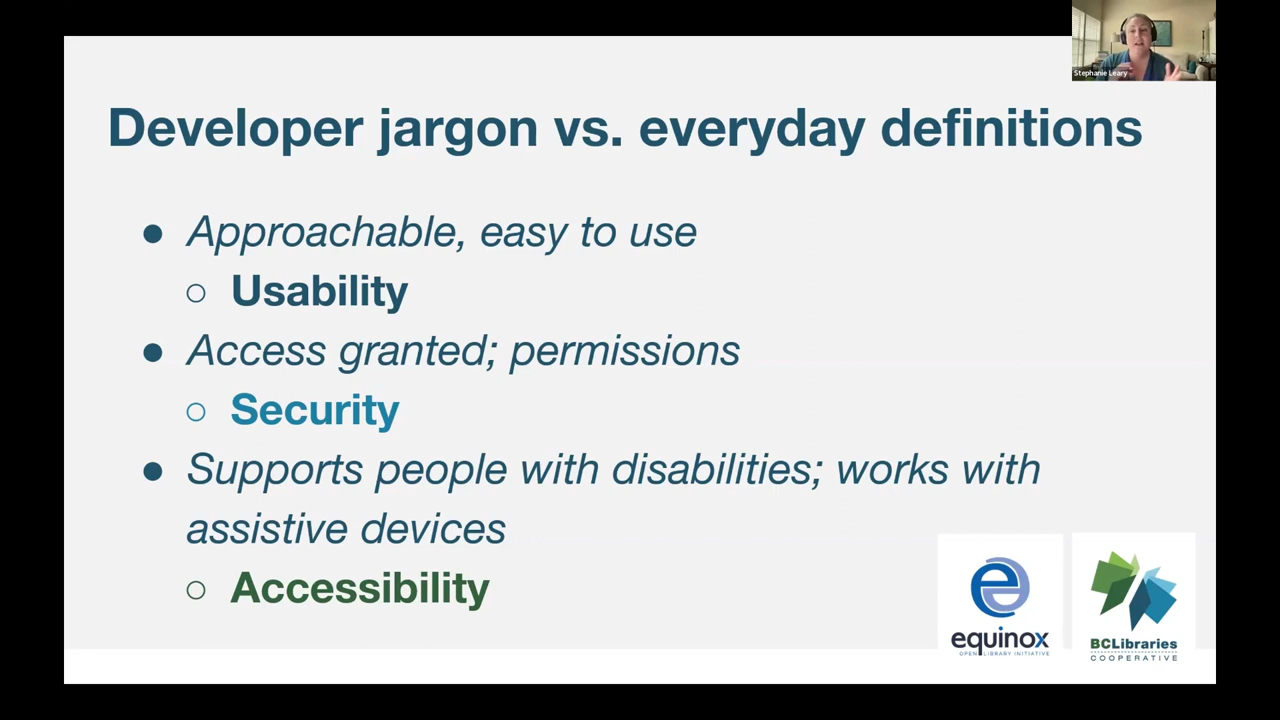 Stephanie Leary
Developer jargon vs. everyday definitions
● Approachable, easy to use
○ Usability
● Access granted; permissions
○ Security
● Supports people with disabilities; works with
assistive devices
○ Accessibility
equinox
OPEN LIBRARY INITIATIVE
BCLibraries
COOPERATIVE